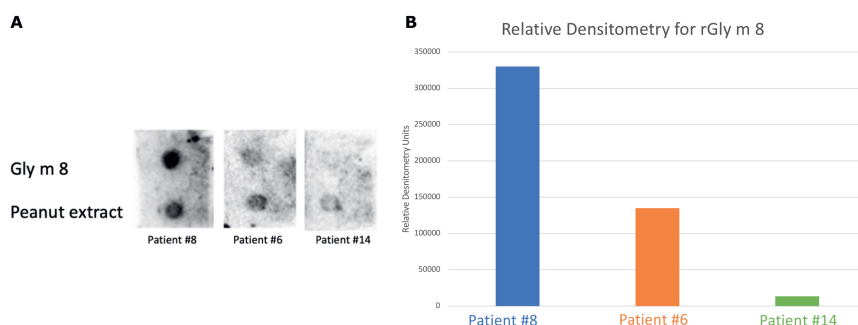 A
Gly m 8
Peanut extract
Patient #8
Patient #6
Patient #14
B
Relative Densitometry for rGly m 8
Relative Desnitometry Units
350000
300000
250000
200000
150000
100000
50000
0
Patient #8
Patient #6
Patient #14